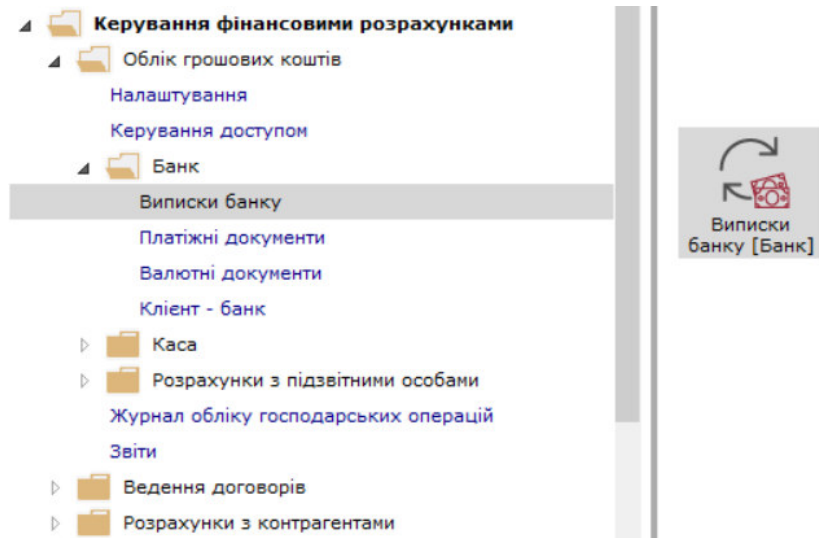 Керування фінансовими розрахунками
Облік грошових коштів
Налаштування
Керування доступом
Банк
Виписки банку
Платіжні документи
Валютні документи
Клієнт - банк
Каса
Розрахунки з підзвітними особами
Журнал обліку господарських операцій
Звіти
Ведення договорів
Розрахунки з контрагентами
Виписки
банку [Банк]